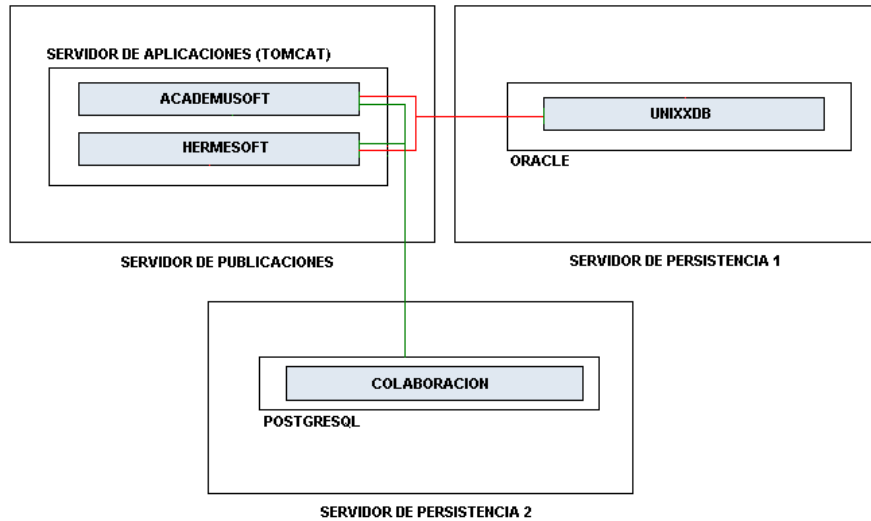 SERVIDOR DE APLICACIONES (TOMCAT)
ACADEMUSOFT
HERMESOFT
SERVIDOR DE PUBLICACIONES
UNIXXDB
ORACLE
SERVIDOR DE PERSISTENCIA 1
COLABORACION
POSTGRESQL
SERVIDOR DE PERSISTENCIA 2